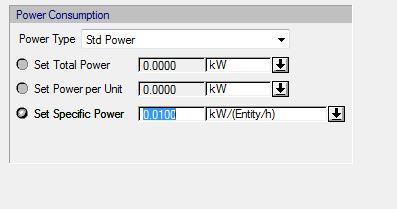 Power Consumption
Power Type Std Power
Set Total Power 0.0000 kW
Set Power per Unit 0.0000 kW
Set Specific Power 0.0100 kW/(Entity/h)